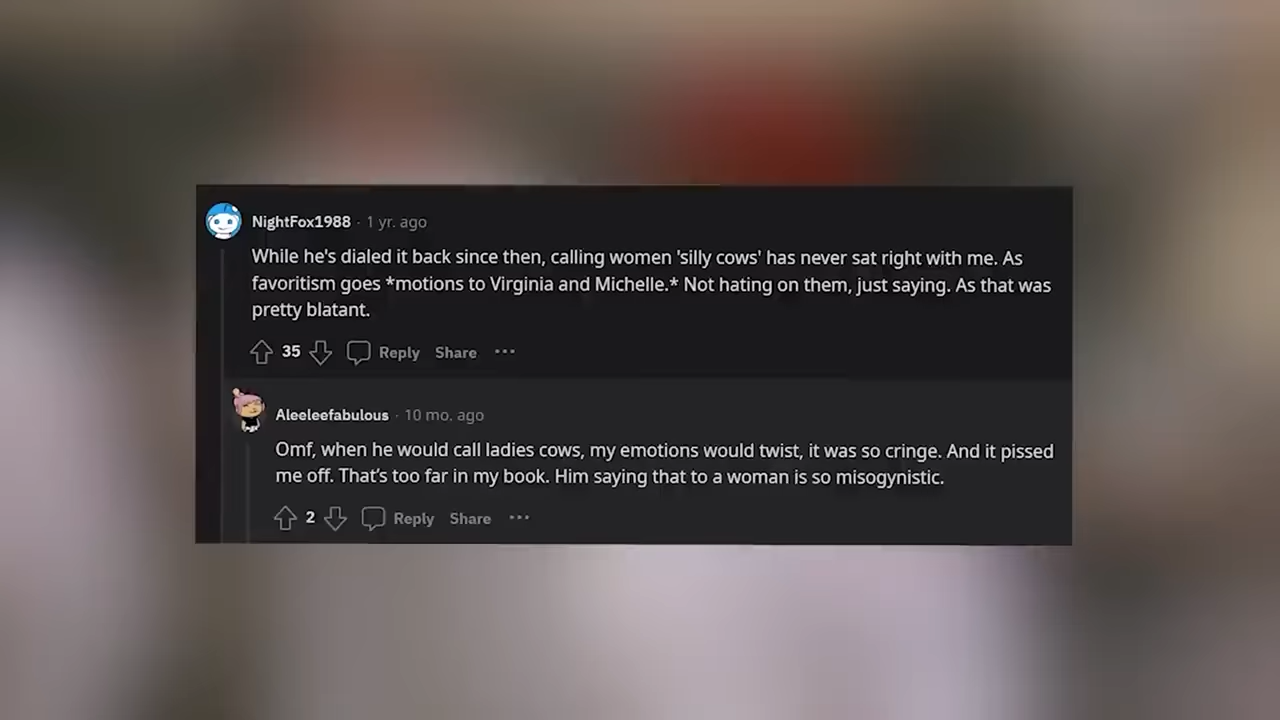 NightFox1988 · 1 yr. ago
While he's dialed it back since then, calling women 'silly cows' has never sat right with me. As
favoritism goes *motions to Virginia and Michelle.* Not hating on them, just saying. As that was
pretty blatant.
35 Reply Share ···
Aleeleefabulous · 10 mo. ago
Omf, when he would call ladies cows, my emotions would twist, it was so cringe. And it pissed
me off. That’s too far in my book. Him saying that to a woman is so misogynistic.
2 Reply Share ···